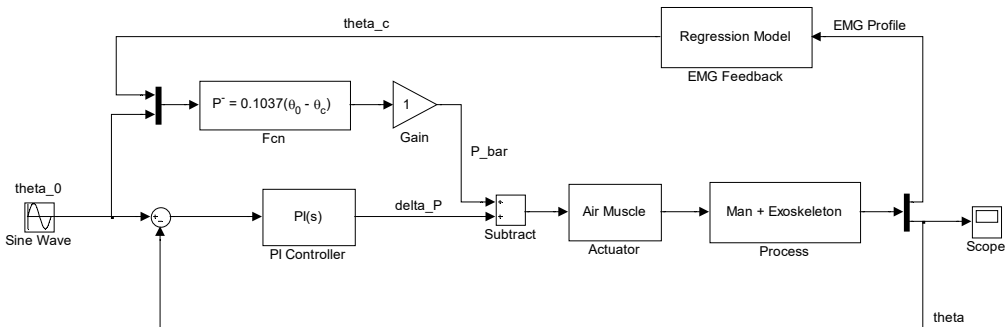 theta_c
Regression Model
EMG Profile
EMG Feedback
P⁻ = 0.1037(θ₀ - θ_c)
Fcn
1
Gain
P_bar
theta_0
Sine Wave
+
−
PI(s)
PI Controller
delta_P
+
+
Subtract
Air Muscle
Actuator
Man + Exoskeleton
Process
Scope
theta